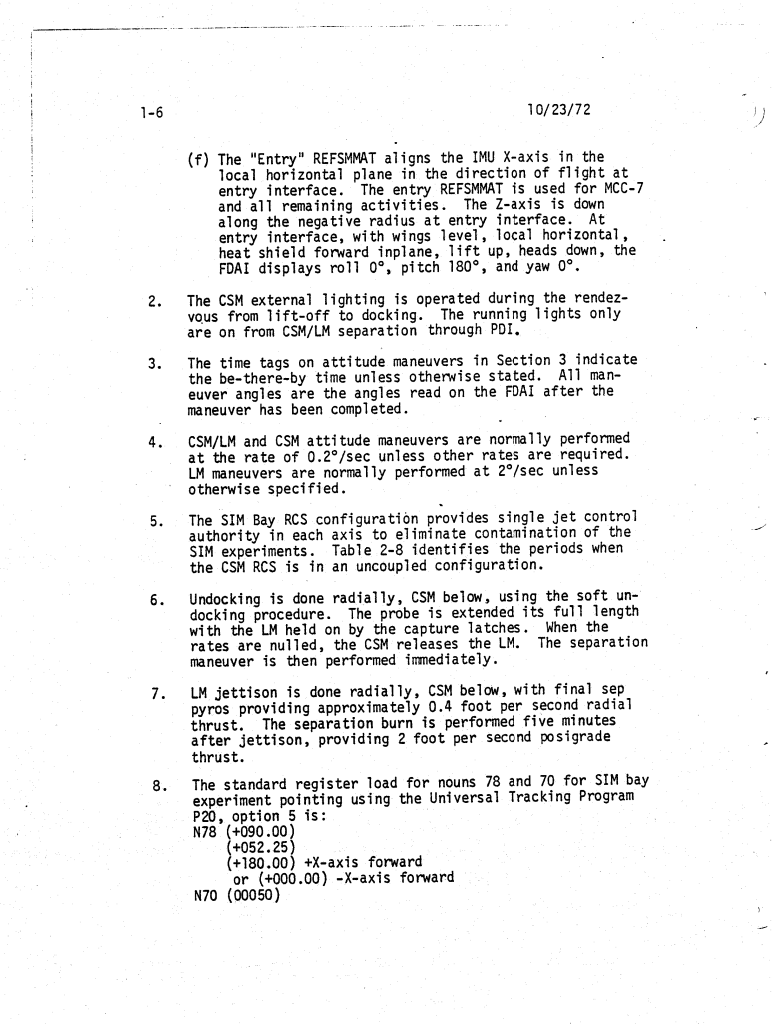 1-6 10/23/72
(f) The "Entry" REFSMMAT aligns the IMU X-axis in the
local horizontal plane in the direction of flight at
entry interface. The entry REFSMMAT is used for MCC-7
and all remaining activities. The Z-axis is down
along the negative radius at entry interface. At
entry interface, with wings level, local horizontal,
heat shield forward inplane, lift up, heads down, the
FDAI displays roll 0°, pitch 180°, and yaw 0°.
2. The CSM external lighting is operated during the rendez-
vous from lift-off to docking. The running lights only
are on from CSM/LM separation through PDI.
3. The time tags on attitude maneuvers in Section 3 indicate
the be-there-by time unless otherwise stated. All man-
euver angles are the angles read on the FDAI after the
maneuver has been completed.
4. CSM/LM and CSM attitude maneuvers are normally performed
at the rate of 0.2°/sec unless other rates are required.
LM maneuvers are normally performed at 2°/sec unless
otherwise specified.
5. The SIM Bay RCS configuration provides single jet control
authority in each axis to eliminate contamination of the
SIM experiments. Table 2-8 identifies the periods when
the CSM RCS is in an uncoupled configuration.
6. Undocking is done radially, CSM below, using the soft un-
docking procedure. The probe is extended its full length
with the LM held on by the capture latches. When the
rates are nulled, the CSM releases the LM. The separation
maneuver is then performed immediately.
7. LM jettison is done radially, CSM below, with final sep
pyros providing approximately 0.4 foot per second radial
thrust. The separation burn is performed five minutes
after jettison, providing 2 foot per second posigrade
thrust.
8. The standard register load for nouns 78 and 70 for SIM bay
experiment pointing using the Universal Tracking Program
P20, option 5 is:
N78 (+090.00)
(+052.25)
(+180.00) +X-axis forward
or (+000.00) -X-axis forward
N70 (00050)